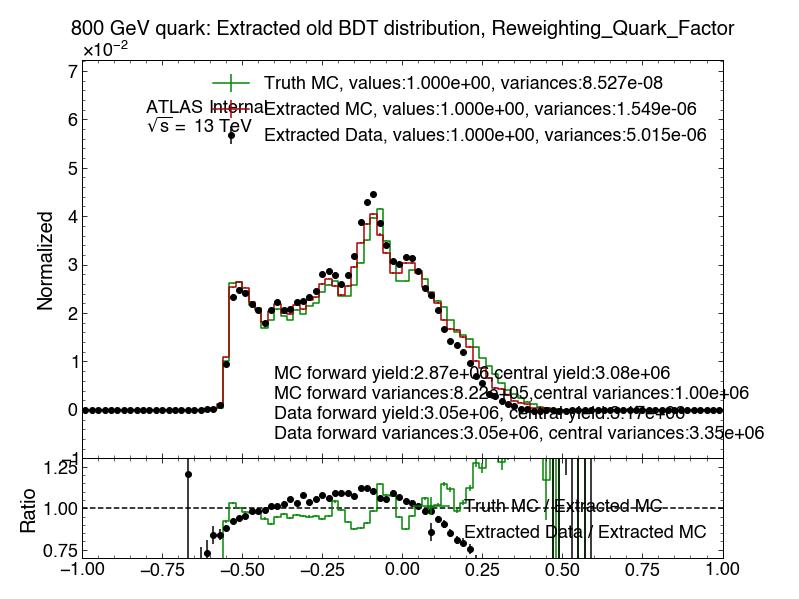 800 GeV quark: Extracted old BDT distribution, Reweighting_Quark_Factor
×10⁻²
7
6
5
4
3
2
1
0
Normalized
ATLAS Interna
√s = 13 TeV
Truth MC, values:1.000e+00, variances:8.527e-08
Extracted MC, values:1.000e+00, variances:1.549e-06
Extracted Data, values:1.000e+00, variances:5.015e-06
MC forward yield:2.87e+06,central yield:3.08e+06
MC forward variances:8.22e+05,central variances:1.00e+06
Data forward yield:3.05e+06, central yield:3.17e+06
Data forward variances:3.05e+06, central variances:3.35e+06
1.25
1.00
0.75
Ratio
Truth MC / Extracted MC
Extracted Data / Extracted MC
−1.00 −0.75 −0.50 −0.25 0.00 0.25 0.50 0.75 1.00